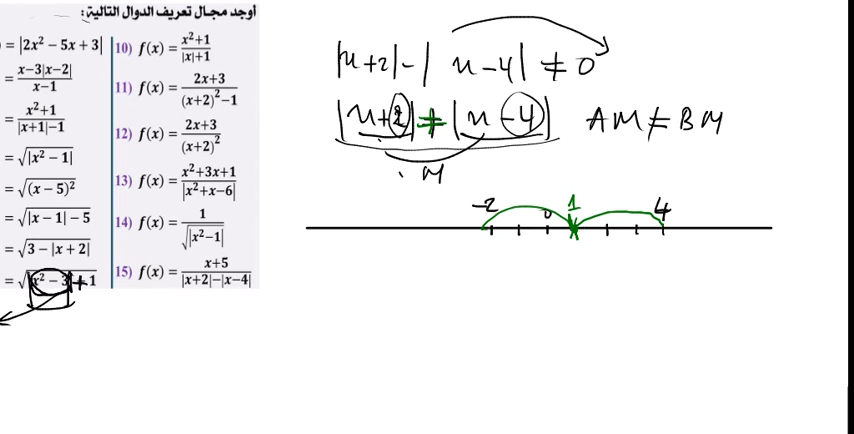 أوجد مجال تعريف الدوال التالية:
= |2x² − 5x + 3|
= x−3|x−2| / x−1
= x²+1 / |x+1|−1
= √|x² − 1|
= √(x − 5)²
= √|x − 1| − 5
= √3 − |x + 2|
= √|x² − 3|+1
10) f(x) = x²+1 / |x|+1
11) f(x) = 2x+3 / (x+2)²−1
12) f(x) = 2x+3 / (x+2)²
13) f(x) = x²+3x+1 / |x²+x−6|
14) f(x) = 1 / √|x²−1|
15) f(x) = x+5 / |x+2|−|x−4|
|x+2|−|x−4| ≠ 0
|x+2| ≠ |x−4| AM ≠ BM
M
-2 0 1 4